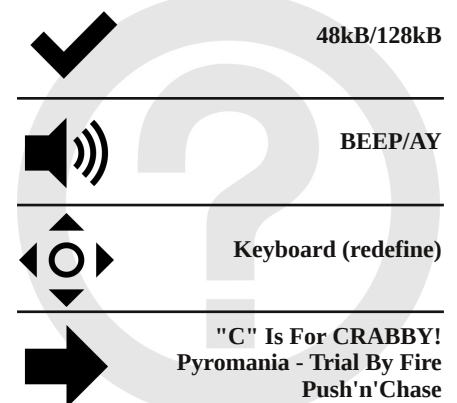 48kB/128kB
BEEP/AY
Keyboard (redefine)
"C" Is For CRABBY!
Pyromania - Trial By Fire
Push'n'Chase